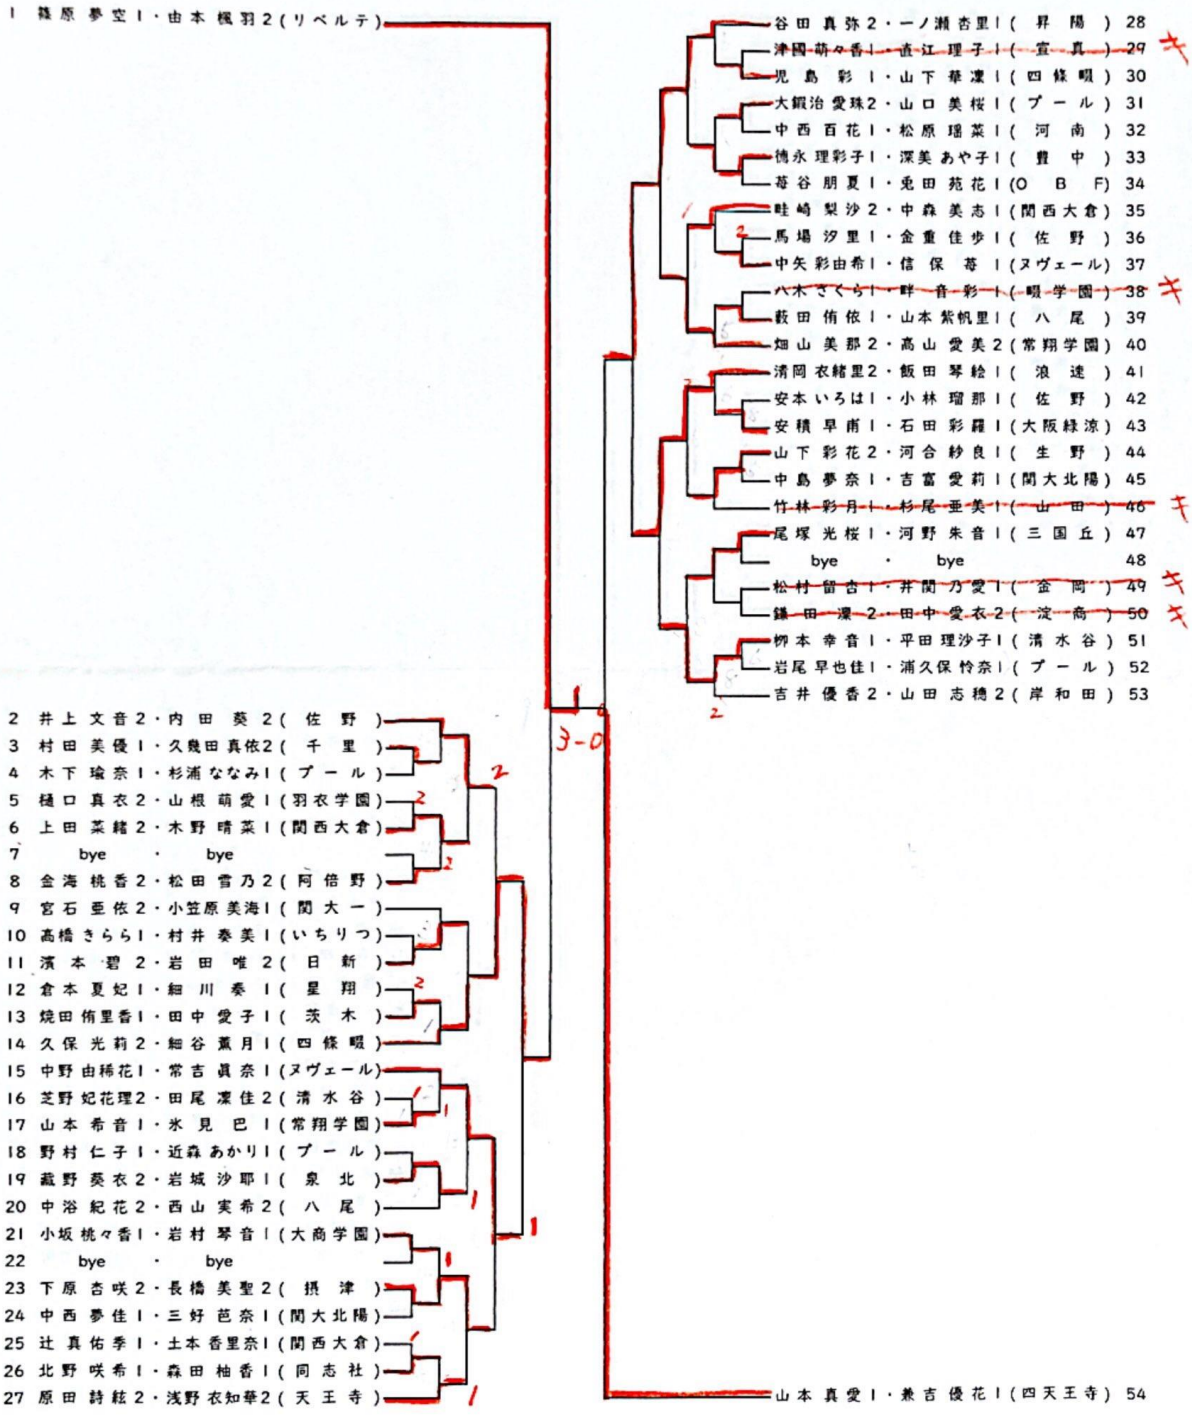 1 篠原 夢空 1・由本 楓羽2(リベルテ)
2 井上 文音2・内田 葵2( 佐野 )
3 村田 美優1・久幾田真依2( 千里 )
4 木下 瑜奈1・杉浦ななみ1(プール)
5 樋口 真衣2・山根 萌愛1(羽衣学園)
6 上田 菜緒2・木野 晴菜1(関西大倉)
7 bye ・ bye
8 金海 桃香2・松田 雪乃2( 阿倍野 )
9 宮石 亜依2・小笠原美海1( 関大一 )
10 髙橋きらら1・村井 奏美1(いちりつ)
11 濱本 碧2・岩田 唯2( 日新 )
12 倉本 夏妃1・細川 奏1( 星翔 )
13 焼田侑里香1・田中 愛子1( 茨木 )
14 久保 光莉2・細谷 薫月1( 四條畷 )
15 中野由稀花1・常吉 眞奈1(ヌヴェール)
16 芝野妃花理2・田尾 凜佳2( 清水谷 )
17 山本 希音1・氷見 巴1(常翔学園)
18 野村 仁子1・近森あかり1(プール)
19 蔵野 葵衣2・岩城 沙耶1( 泉北 )
20 中浴 紀花2・西山 実希2( 八尾 )
21 小坂桃々香1・岩村 琴音1(大商学園)
22 bye ・ bye
23 下原 杏咲2・長橋 美聖2( 摂津 )
24 中西 夢佳1・三好 芭奈1(関大北陽)
25 辻 真佑季1・土本香里奈1(関西大倉)
26 北野 咲希1・森田 柚香1( 同志社 )
27 原田 詩絃2・浅野衣知華2( 天王寺 )
3-0
谷田 真弥2・一ノ瀬杏里1( 昇陽 ) 28
津國萌々香1・直江 理子1( 宣真 ) 29 キ
児島 彩1・山下 華凜1( 四條畷 ) 30
大鍜治愛珠2・山口 美桜1(プール) 31
中西 百花1・松原 瑶菜1( 河南 ) 32
徳永理彩子1・深美あや子1( 豊中 ) 33
苺谷 朋夏1・兎田 苑花1(O B F) 34
畦崎 梨沙2・中森 美志1(関西大倉) 35
馬場 汐里1・金重 佳歩1( 佐野 ) 36
中矢彩由希1・信保 苺1(ヌヴェール) 37
八木さくら1・畔 音彩1( 畷学園 ) 38 キ
藪田 侑依1・山本紫帆里1( 八尾 ) 39
畑山 美那2・高山 愛美2(常翔学園) 40
清岡衣緒里2・飯田 琴絵1( 浪速 ) 41
安本いろは1・小林 瑠那1( 佐野 ) 42
安積 早甫1・石田 彩羅1(大阪緑涼) 43
山下 彩花2・河合 紗良1( 生野 ) 44
中島 夢奈1・吉富 愛莉1(関大北陽) 45
竹林 彩月1・杉尾 亜美1( 山田 ) 46 キ
尾塚 光桜1・河野 朱音1( 三国丘 ) 47
bye ・ bye 48
松村 留杏1・井関 乃愛1( 金岡 ) 49 キ
鎌田 凜2・田中 愛衣2( 淀商 ) 50 キ
栁本 幸音1・平田理沙子1( 清水谷 ) 51
岩尾早也佳1・浦久保怜奈1(プール) 52
吉井 優香2・山田 志穂2( 岸和田 ) 53
山本 真愛1・兼吉 優花1(四天王寺) 54